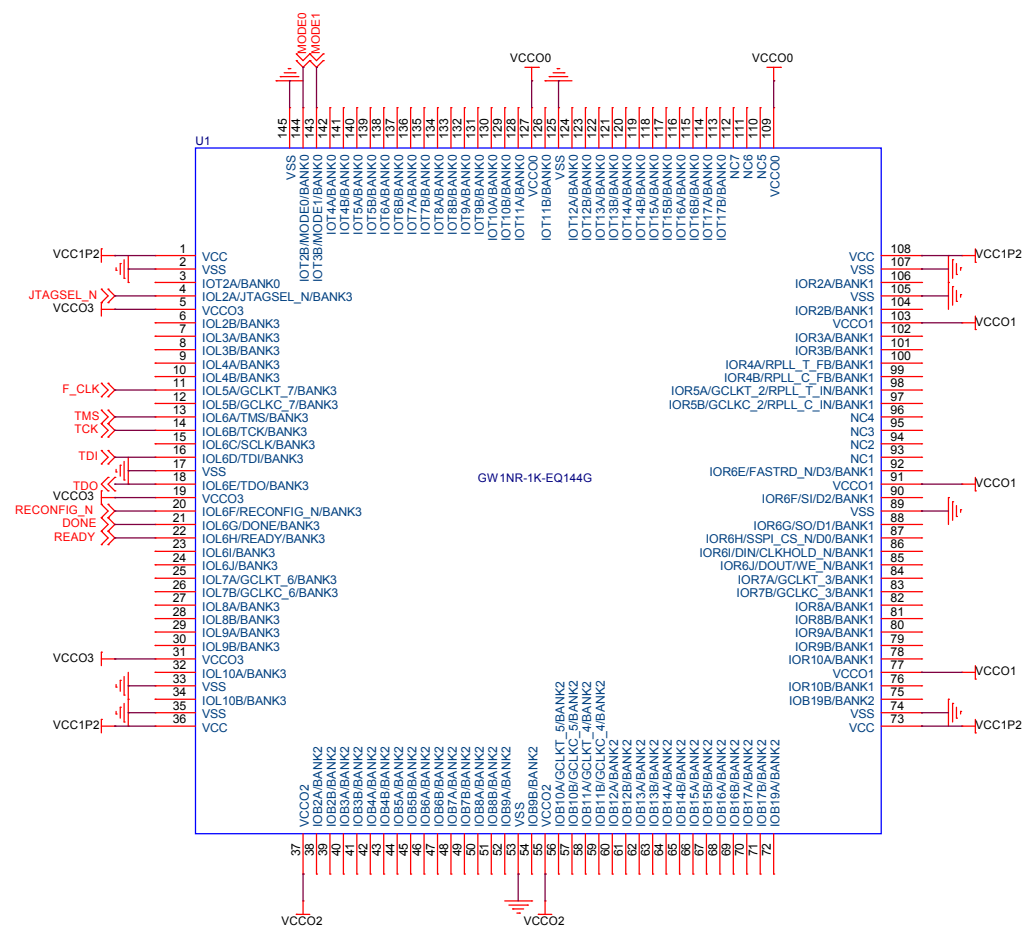 MODE0
MODE1
VCCO0
VCCO0
U1
145 VSS
144 IOT2B/MODE0/BANK0
143 IOT3B/MODE1/BANK0
142 IOT4A/BANK0
141 IOT4B/BANK0
140 IOT5A/BANK0
139 IOT5B/BANK0
138 IOT6A/BANK0
137 IOT6B/BANK0
136 IOT7A/BANK0
135 IOT7B/BANK0
134 IOT8A/BANK0
133 IOT8B/BANK0
132 IOT9A/BANK0
131 IOT9B/BANK0
130 IOT10A/BANK0
129 IOT10B/BANK0
128 IOT11A/BANK0
127 VCCO0
126 IOT11B/BANK0
125 VSS
124 IOT12A/BANK0
123 IOT12B/BANK0
122 IOT13A/BANK0
121 IOT13B/BANK0
120 IOT14A/BANK0
119 IOT14B/BANK0
118 IOT15A/BANK0
117 IOT15B/BANK0
116 IOT16A/BANK0
115 IOT16B/BANK0
114 IOT17A/BANK0
113 IOT17B/BANK0
112 NC7
111 NC6
110 NC5
109 VCCO0
VCC1P2 1 VCC
2 VSS
3 IOT2A/BANK0
JTAGSEL_N 4 IOL2A/JTAGSEL_N/BANK3
VCCO3 5 VCCO3
6 IOL2B/BANK3
7 IOL3A/BANK3
8 IOL3B/BANK3
9 IOL4A/BANK3
10 IOL4B/BANK3
F_CLK 11 IOL5A/GCLKT_7/BANK3
12 IOL5B/GCLKC_7/BANK3
TMS 13 IOL6A/TMS/BANK3
TCK 14 IOL6B/TCK/BANK3
15 IOL6C/SCLK/BANK3
TDI 16 IOL6D/TDI/BANK3
17 VSS
TDO 18 IOL6E/TDO/BANK3
VCCO3 19 VCCO3
RECONFIG_N 20 IOL6F/RECONFIG_N/BANK3
DONE 21 IOL6G/DONE/BANK3
READY 22 IOL6H/READY/BANK3
23 IOL6I/BANK3
24 IOL6J/BANK3
25 IOL7A/GCLKT_6/BANK3
26 IOL7B/GCLKC_6/BANK3
27 IOL8A/BANK3
28 IOL8B/BANK3
29 IOL9A/BANK3
30 IOL9B/BANK3
VCCO3 31 VCCO3
32 IOL10A/BANK3
33 VSS
34 IOL10B/BANK3
35 VSS
VCC1P2 36 VCC
GW1NR-1K-EQ144G
VCC 108 VCC1P2
VSS 107
IOR2A/BANK1 106
VSS 105
IOR2B/BANK1 104
VCCO1 103 VCCO1
IOR3A/BANK1 102
IOR3B/BANK1 101
IOR4A/RPLL_T_FB/BANK1 100
IOR4B/RPLL_C_FB/BANK1 99
IOR5A/GCLKT_2/RPLL_T_IN/BANK1 98
IOR5B/GCLKC_2/RPLL_C_IN/BANK1 97
NC4 96
NC3 95
NC2 94
NC1 93
IOR6E/FASTRD_N/D3/BANK1 92
VCCO1 91 VCCO1
IOR6F/SI/D2/BANK1 90
VSS 89
IOR6G/SO/D1/BANK1 88
IOR6H/SSPI_CS_N/D0/BANK1 87
IOR6I/DIN/CLKHOLD_N/BANK1 86
IOR6J/DOUT/WE_N/BANK1 85
IOR7A/GCLKT_3/BANK1 84
IOR7B/GCLKC_3/BANK1 83
IOR8A/BANK1 82
IOR8B/BANK1 81
IOR9A/BANK1 80
IOR9B/BANK1 79
IOR10A/BANK1 78
VCCO1 77 VCCO1
IOR10B/BANK1 76
IOB19B/BANK2 75
VSS 74
VCC 73 VCC1P2
VCCO2 37
IOB2A/BANK2 38
IOB2B/BANK2 39
IOB3A/BANK2 40
IOB3B/BANK2 41
IOB4A/BANK2 42
IOB4B/BANK2 43
IOB5A/BANK2 44
IOB5B/BANK2 45
IOB6A/BANK2 46
IOB6B/BANK2 47
IOB7A/BANK2 48
IOB7B/BANK2 49
IOB8A/BANK2 50
IOB8B/BANK2 51
IOB9A/BANK2 52
VSS 53
IOB9B/BANK2 54
VCCO2 55
IOB10A/GCLKT_5/BANK2 56
IOB10B/GCLKC_5/BANK2 57
IOB11A/GCLKT_4/BANK2 58
IOB11B/GCLKC_4/BANK2 59
IOB12A/BANK2 60
IOB12B/BANK2 61
IOB13A/BANK2 62
IOB13B/BANK2 63
IOB14A/BANK2 64
IOB14B/BANK2 65
IOB15A/BANK2 66
IOB15B/BANK2 67
IOB16A/BANK2 68
IOB16B/BANK2 69
IOB17A/BANK2 70
IOB17B/BANK2 71
IOB19A/BANK2 72
VCCO2
VCCO2